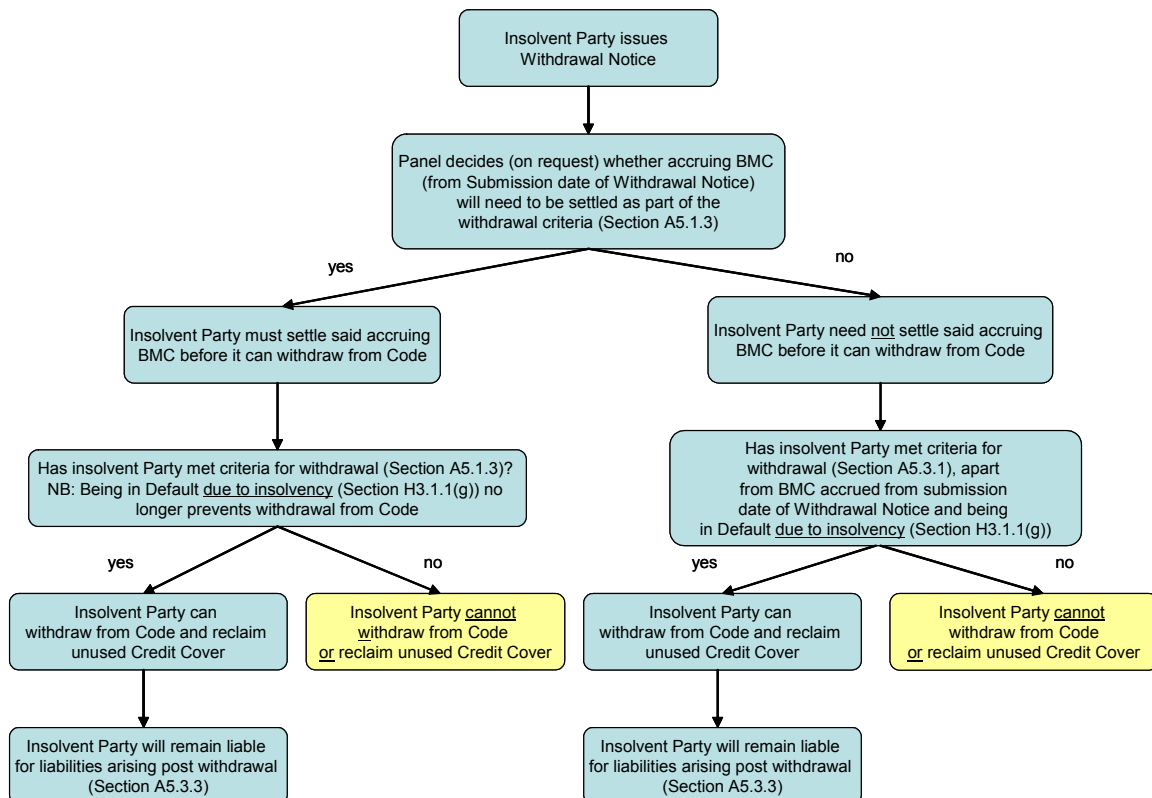 Insolvent Party issues
Withdrawal Notice
Panel decides (on request) whether accruing BMC
(from Submission date of Withdrawal Notice)
will need to be settled as part of the
withdrawal criteria (Section A5.1.3)
yes
no
Insolvent Party must settle said accruing
BMC before it can withdraw from Code
Insolvent Party need not settle said accruing
BMC before it can withdraw from Code
Has insolvent Party met criteria for withdrawal (Section A5.1.3)?
NB: Being in Default due to insolvency (Section H3.1.1(g)) no
longer prevents withdrawal from Code
Has insolvent Party met criteria for
withdrawal (Section A5.3.1), apart
from BMC accrued from submission
date of Withdrawal Notice and being
in Default due to insolvency (Section H3.1.1(g))
yes
no
yes
no
Insolvent Party can
withdraw from Code and reclaim
unused Credit Cover
Insolvent Party cannot
withdraw from Code
or reclaim unused Credit Cover
Insolvent Party can
withdraw from Code and reclaim
unused Credit Cover
Insolvent Party cannot
withdraw from Code
or reclaim unused Credit Cover
Insolvent Party will remain liable
for liabilities arising post withdrawal
(Section A5.3.3)
Insolvent Party will remain liable
for liabilities arising post withdrawal
(Section A5.3.3)